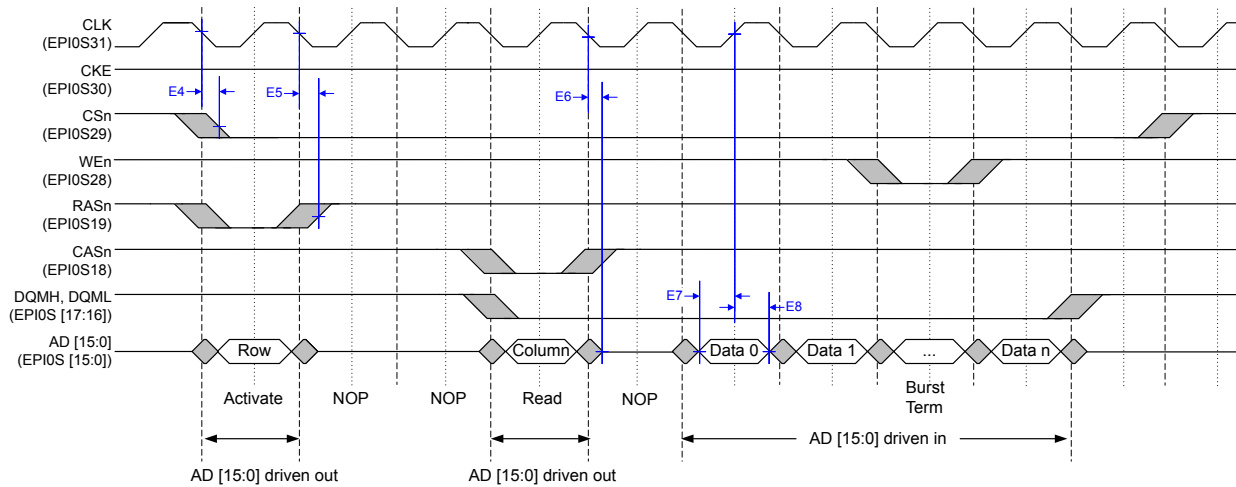 CLK
(EPI0S31)
CKE
(EPI0S30)
E4
E5
E6
CSn
(EPI0S29)
WEn
(EPI0S28)
RASn
(EPI0S19)
CASn
(EPI0S18)
DQMH, DQML
(EPI0S [17:16])
E7
E8
AD [15:0]
(EPI0S [15:0])
Row
Column
Data 0
Data 1
...
Data n
Activate
NOP
NOP
Read
NOP
Burst
Term
AD [15:0] driven in
AD [15:0] driven out
AD [15:0] driven out